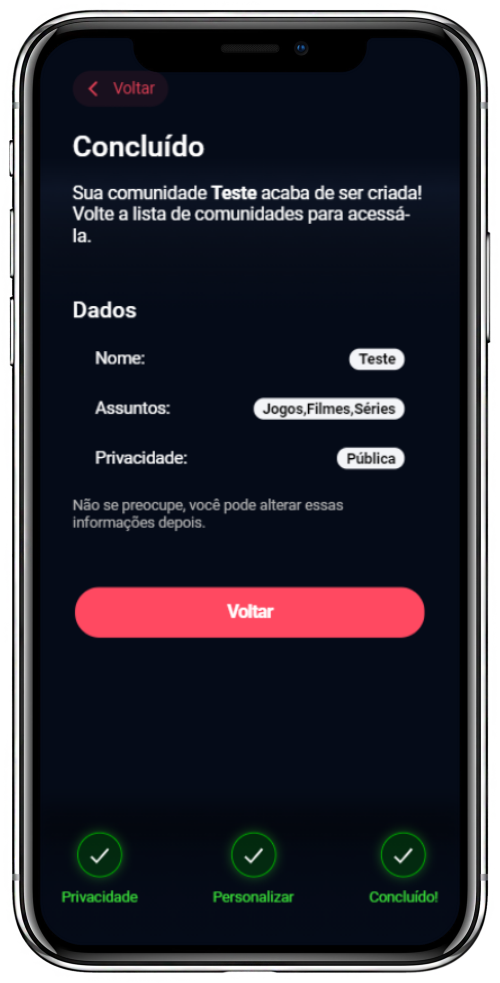 Voltar
Concluído
Sua comunidade Teste acaba de ser criada!
Volte a lista de comunidades para acessá-
la.
Dados
Nome: Teste
Assuntos: Jogos,Filmes,Séries
Privacidade: Pública
Não se preocupe, você pode alterar essas
informações depois.
Voltar
Privacidade Personalizar Concluído!